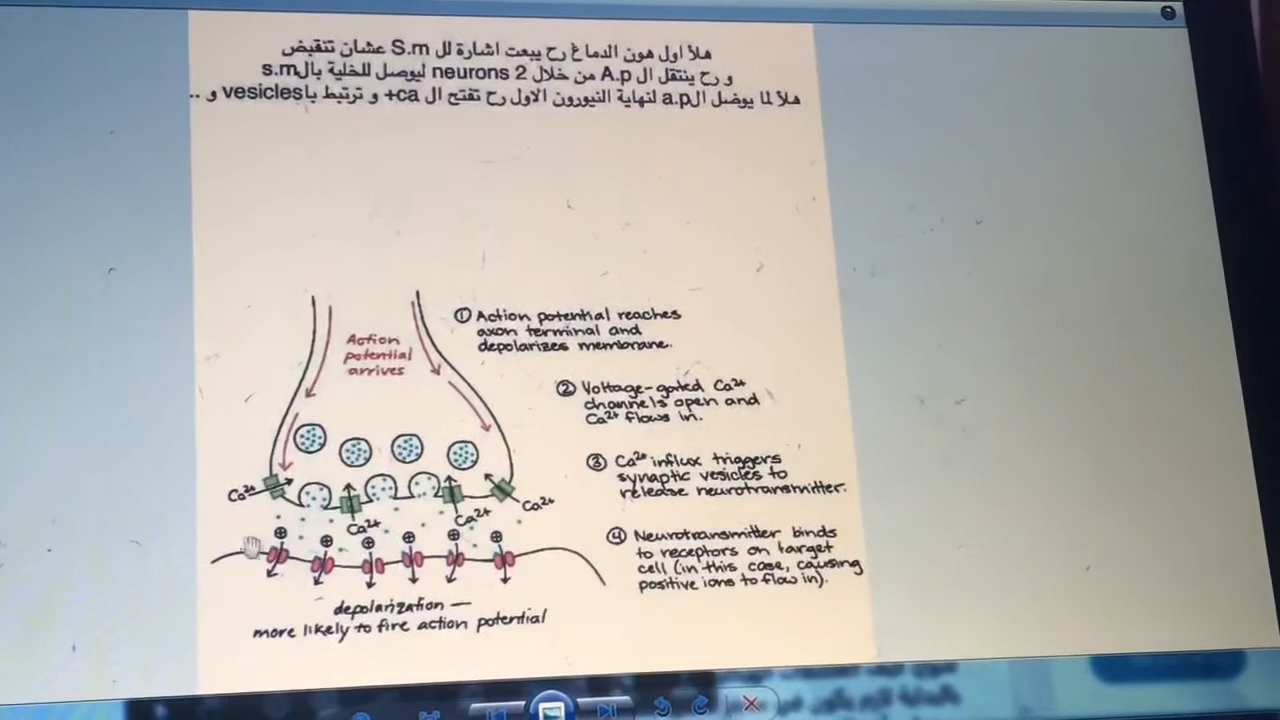 هلأ اول هون الدماغ رح يبعت اشارة لل S.m عشان تنقبض
و رح ينتقل ال A.p من خلال 2 neurons ليوصل للخلية بالs.m
هلأ لما يوضل الa.p لنهاية النيورون الاول رح تفتح ال ca+ و ترتبط باvesicles و ..
Action
potential
arrives
① Action potential reaches
axon terminal and
depolarizes membrane.
② Voltage-gated Ca²⁺
channels open and
Ca²⁺ flows in.
③ Ca²⁺ influx triggers
synaptic vesicles to
release neurotransmitter.
④ Neurotransmitter binds
to receptors on target
cell (in this case, causing
positive ions to flow in).
Ca²⁺
Ca²⁺
Ca²⁺
Ca²⁺
depolarization —
more likely to fire action potential